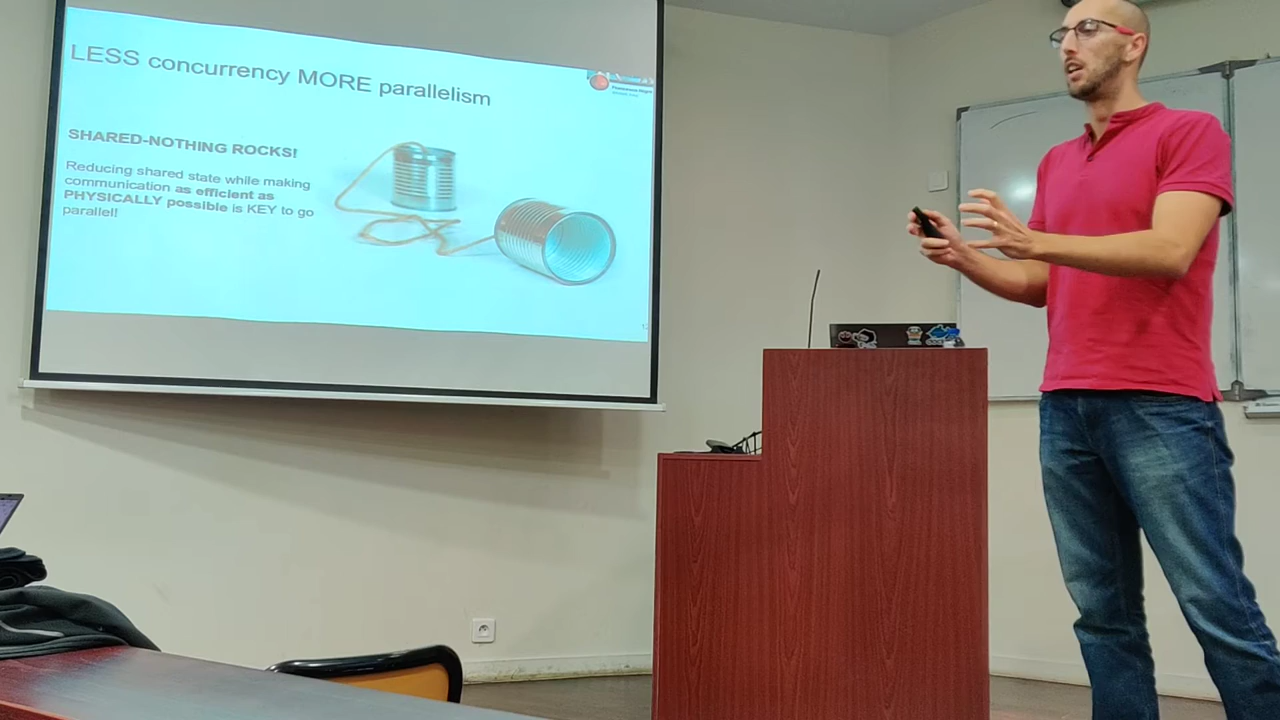 LESS concurrency MORE parallelism
SHARED-NOTHING ROCKS!
Reducing shared state while making
communication as efficient as
PHYSICALLY possible is KEY to go
parallel!